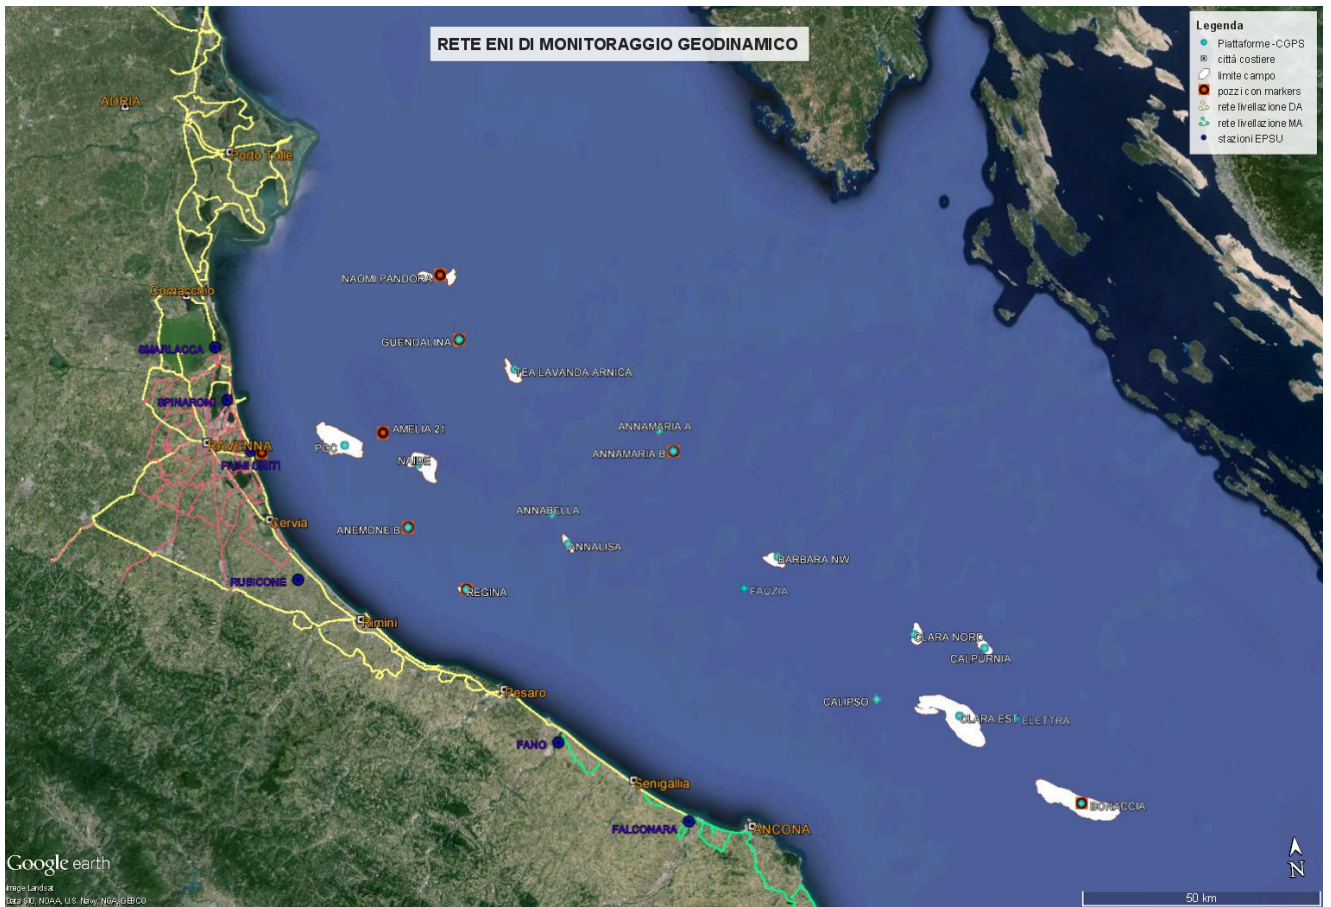 RETE ENI DI MONITORAGGIO GEODINAMICO
Legenda
Piattaforme -CGPS
città costiere
limite campo
pozzi con markers
rete livellazione DA
rete livellazione MA
stazioni EPSU
ADRIA
Porto Tolle
NAOMI PANDORA
Comacchio
GUENDALINA
SMARLACCA
TEA LAVANDA ARNICA
SPINARONI
AMELIA 21
ANNAMARIA A
RAVENNA
PCC
ANNAMARIA B
NAIDE
FIUMI UNITI
ANNABELLA
Cervia
ANEMONE B
ANNALISA
BARBARA NW
RUBICONE
REGINA
FAUZIA
Rimini
CLARA NORD
CALPURNIA
Pesaro
CALIPSO
CLARA EST
ELETTRA
FANO
Senigallia
BONACCIA
FALCONARA
ANCONA
Google earth
Image Landsat
Data SIO, NOAA, U.S. Navy, NGA, GEBCO
N
50 km